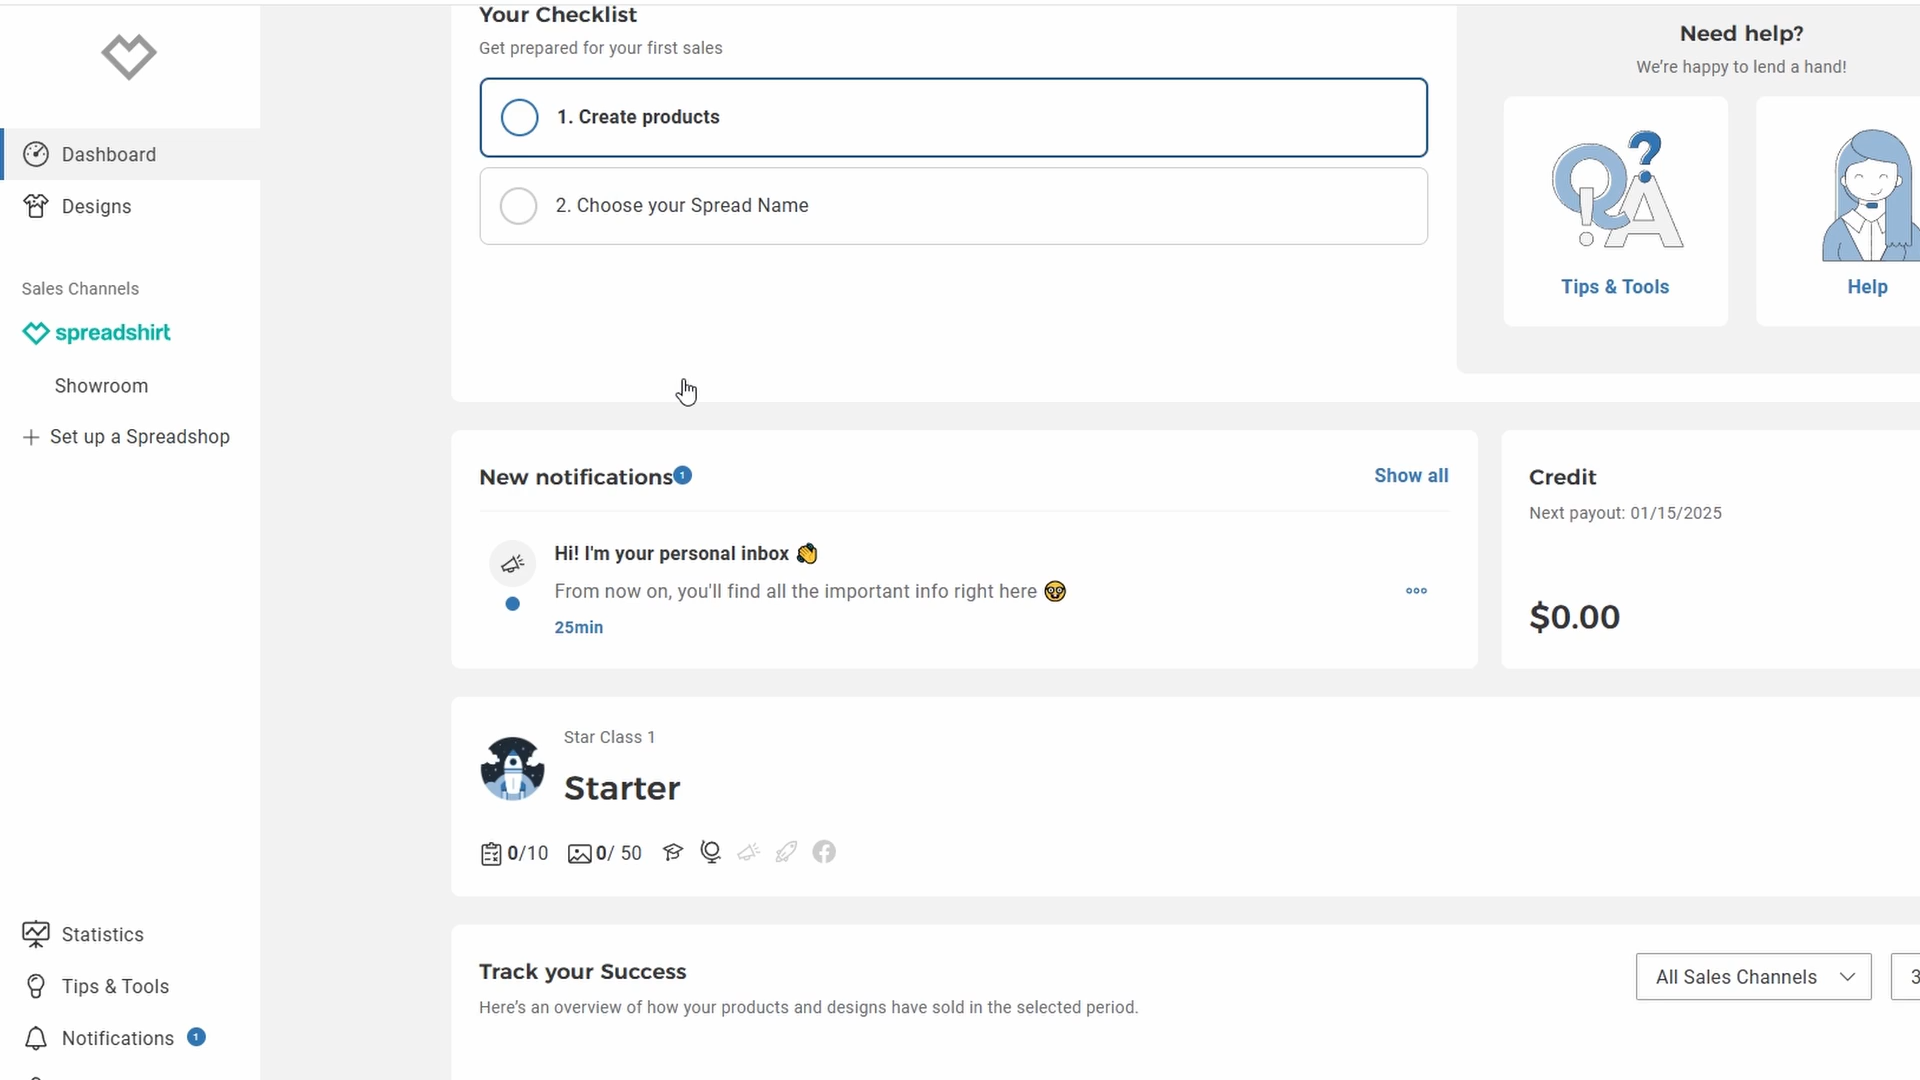 Dashboard
Designs
Sales Channels
spreadshirt
Showroom
+ Set up a Spreadshop
Statistics
Tips & Tools
Notifications 1
Your Checklist
Get prepared for your first sales
1. Create products
2. Choose your Spread Name
Need help?
We're happy to lend a hand!
Q?!A
Tips & Tools
Help
New notifications 1
Show all
Hi! I'm your personal inbox 👏
From now on, you'll find all the important info right here 🤓
25min
Credit
Next payout: 01/15/2025
$0.00
Star Class 1
Starter
0/10 0/ 50
Track your Success
Here's an overview of how your products and designs have sold in the selected period.
All Sales Channels
3